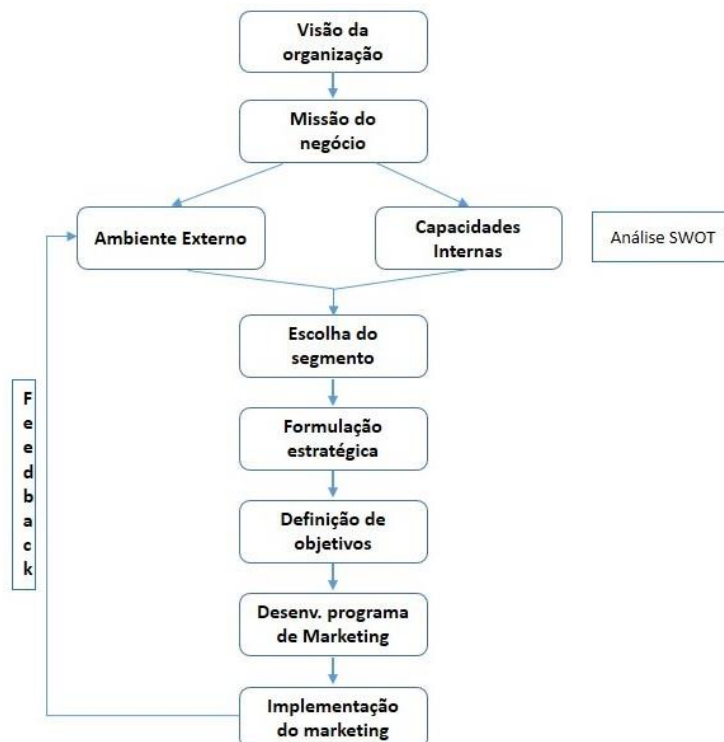 Visão da
organização
Missão do
negócio
Ambiente Externo
Capacidades
Internas
Análise SWOT
Escolha do
segmento
Formulação
estratégica
Feedback
Definição de
objetivos
Desenv. programa
de Marketing
Implementação
do marketing